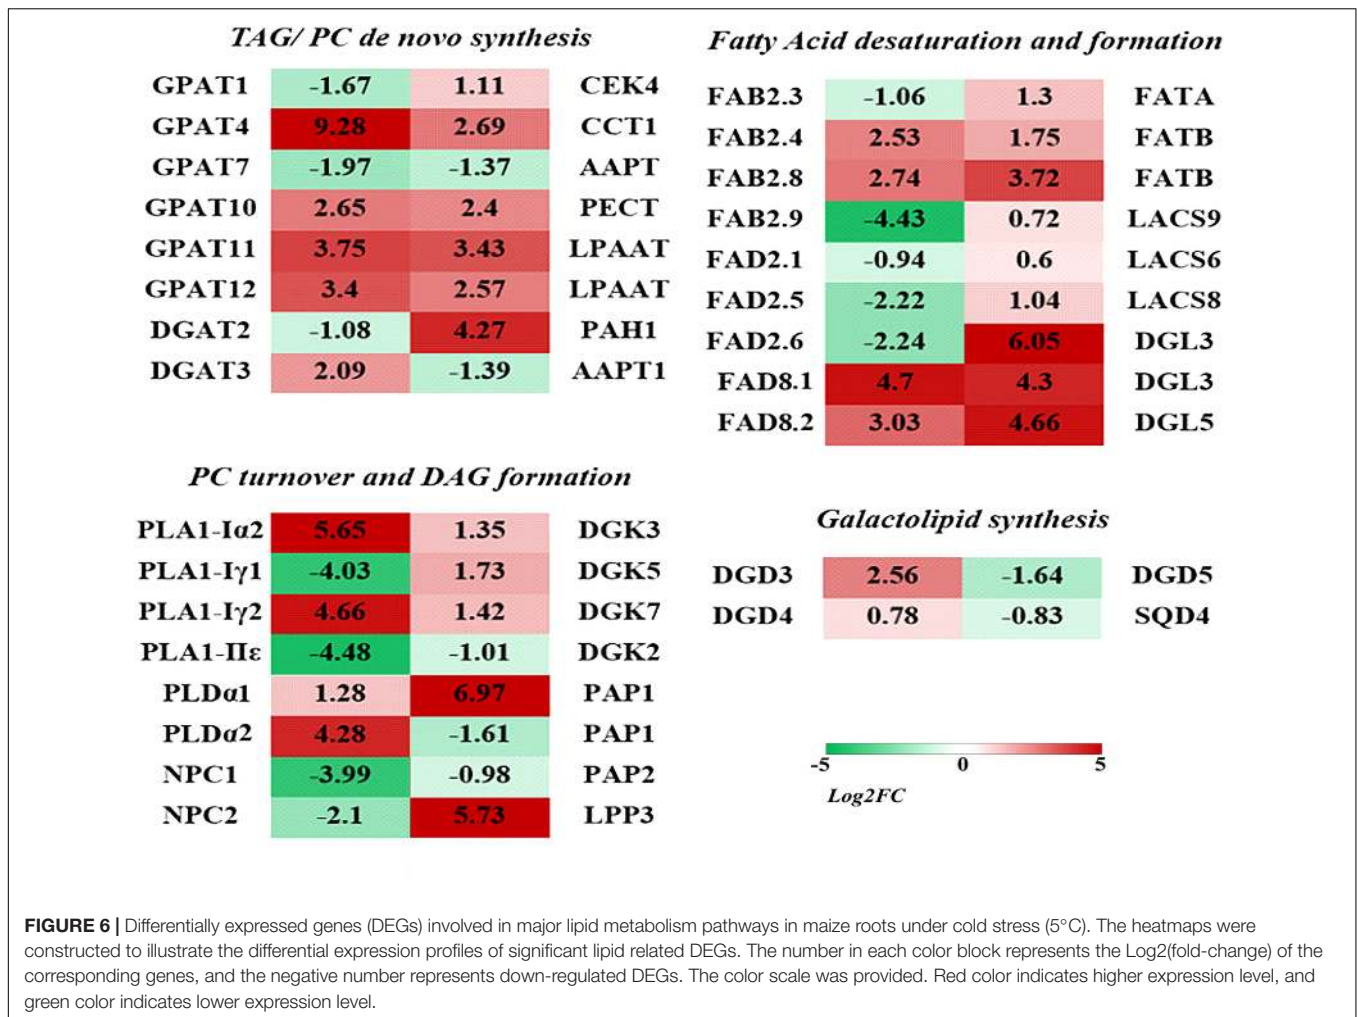 TAG/ PC de novo synthesis
GPAT1 -1.67 1.11 CEK4
GPAT4 9.28 2.69 CCT1
GPAT7 -1.97 -1.37 AAPT
GPAT10 2.65 2.4 PECT
GPAT11 3.75 3.43 LPAAT
GPAT12 3.4 2.57 LPAAT
DGAT2 -1.08 4.27 PAH1
DGAT3 2.09 -1.39 AAPT1
Fatty Acid desaturation and formation
FAB2.3 -1.06 1.3 FATA
FAB2.4 2.53 1.75 FATB
FAB2.8 2.74 3.72 FATB
FAB2.9 -4.43 0.72 LACS9
FAD2.1 -0.94 0.6 LACS6
FAD2.5 -2.22 1.04 LACS8
FAD2.6 -2.24 6.05 DGL3
FAD8.1 4.7 4.3 DGL3
FAD8.2 3.03 4.66 DGL5
PC turnover and DAG formation
PLA1-Iα2 5.65 1.35 DGK3
PLA1-Iγ1 -4.03 1.73 DGK5
PLA1-Iγ2 4.66 1.42 DGK7
PLA1-IIε -4.48 -1.01 DGK2
PLDα1 1.28 6.97 PAP1
PLDα2 4.28 -1.61 PAP1
NPC1 -3.99 -0.98 PAP2
NPC2 -2.1 5.73 LPP3
Galactolipid synthesis
DGD3 2.56 -1.64 DGD5
DGD4 0.78 -0.83 SQD4
-5 0 5
Log2FC
FIGURE 6 | Differentially expressed genes (DEGs) involved in major lipid metabolism pathways in maize roots under cold stress (5°C). The heatmaps were
constructed to illustrate the differential expression profiles of significant lipid related DEGs. The number in each color block represents the Log2(fold-change) of the
corresponding genes, and the negative number represents down-regulated DEGs. The color scale was provided. Red color indicates higher expression level, and
green color indicates lower expression level.